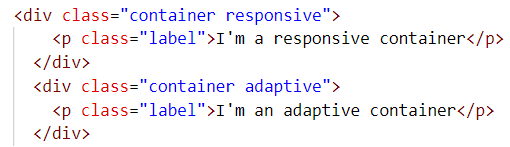 <div class="container responsive">
<p class="label">I'm a responsive container</p>
</div>
<div class="container adaptive">
<p class="label">I'm an adaptive container</p>
</div>